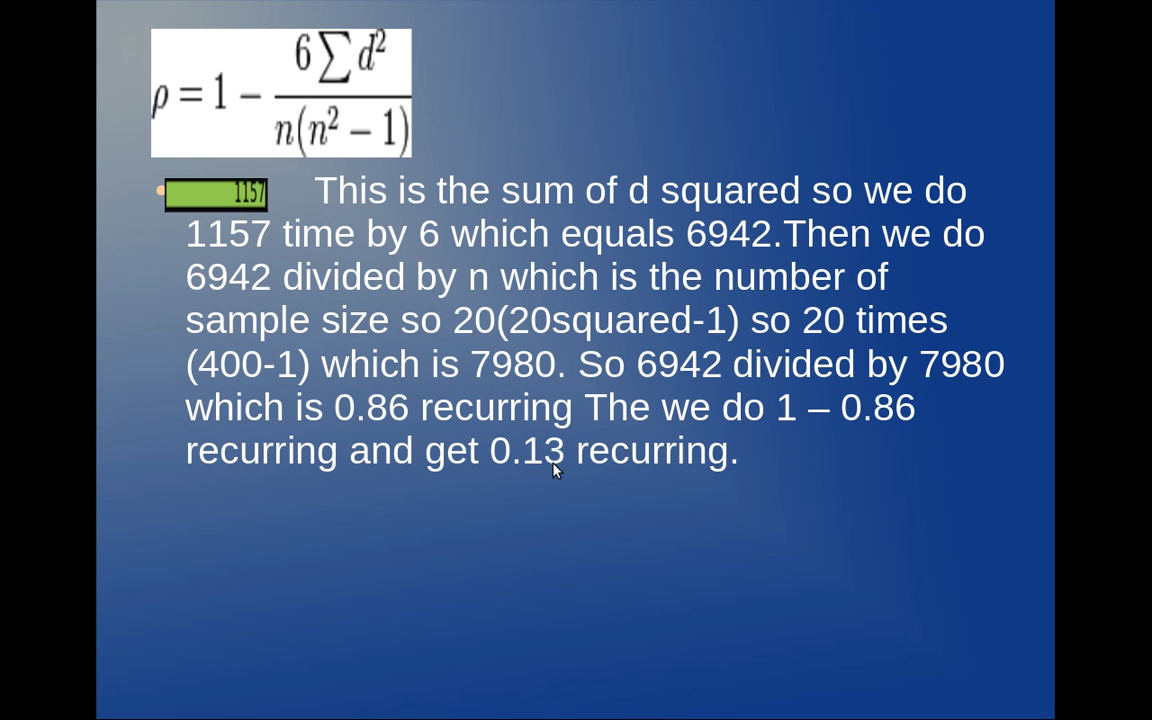 ρ = 1 − 6 ∑ d² / n(n² − 1)
1157 This is the sum of d squared so we do
1157 time by 6 which equals 6942.Then we do
6942 divided by n which is the number of
sample size so 20(20squared-1) so 20 times
(400-1) which is 7980. So 6942 divided by 7980
which is 0.86 recurring The we do 1 – 0.86
recurring and get 0.13 recurring.